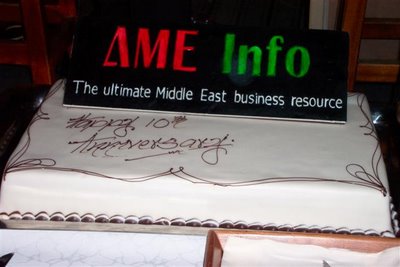 AME Info
The ultimate Middle East business resource
Happy 10th
Anniversary